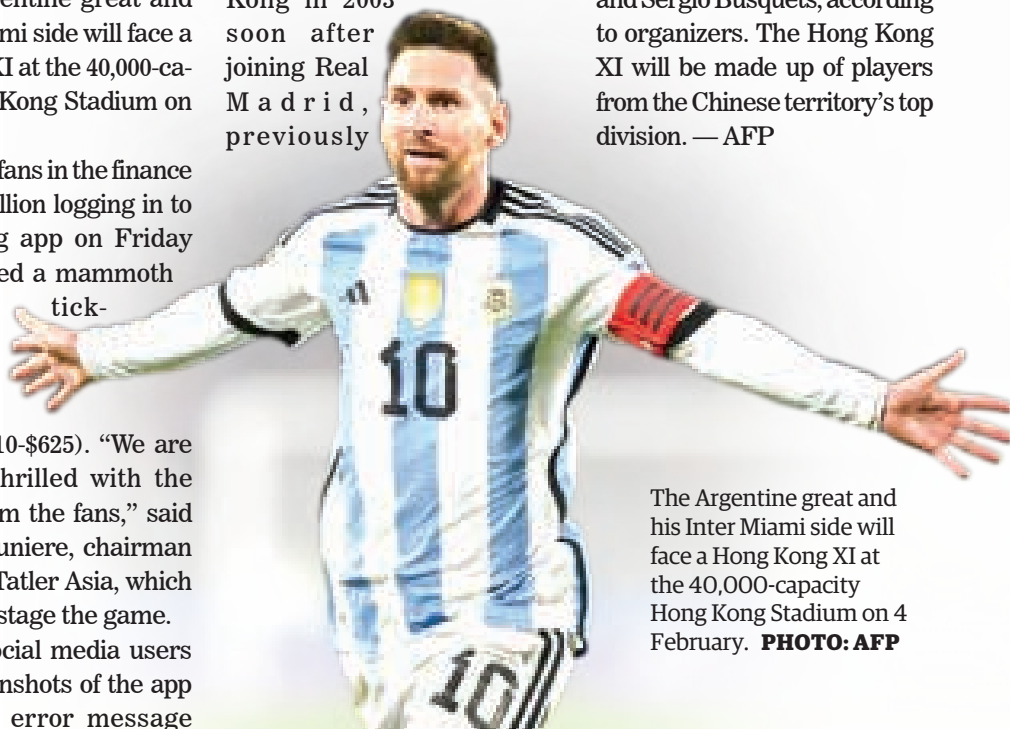 entine great and
mi side will face a
XI at the 40,000-ca-
Kong Stadium on
fans in the finance
llion logging in to
g app on Friday
ed a mammoth
tick-
10-$625). “We are
hrilled with the
m the fans,” said
uniere, chairman
Tatler Asia, which
stage the game.
ocial media users
nshots of the app
error message
Kong in 2003
soon after
joining Real
Madrid,
previously
and Sergio Busquets, according
to organizers. The Hong Kong
XI will be made up of players
from the Chinese territory’s top
division. — AFP
10
10
The Argentine great and
his Inter Miami side will
face a Hong Kong XI at
the 40,000-capacity
Hong Kong Stadium on 4
February. PHOTO: AFP